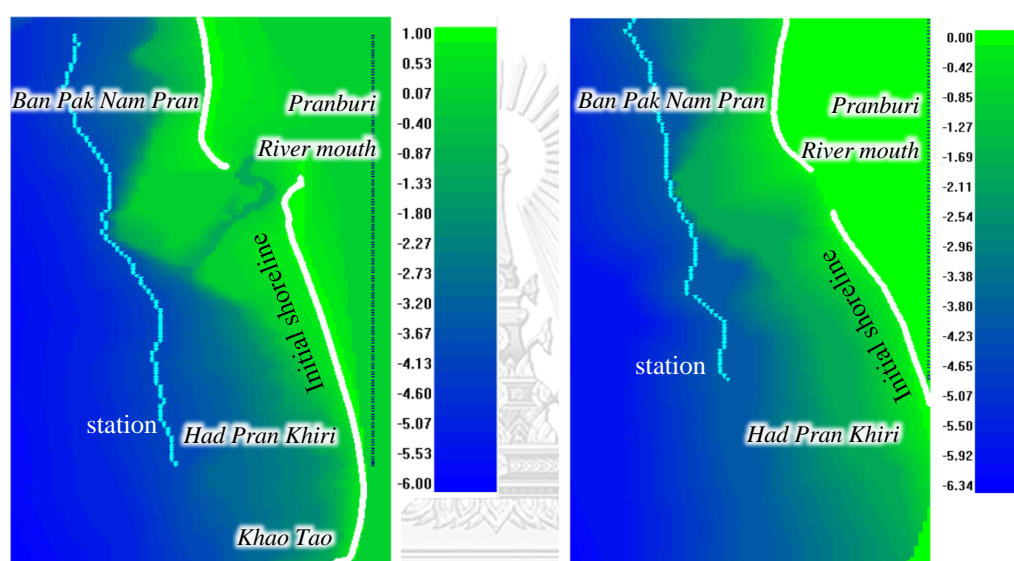 Ban Pak Nam Pran
Pranburi
River mouth
Initial shoreline
station
Had Pran Khiri
Khao Tao
1.00
0.53
0.07
-0.40
-0.87
-1.33
-1.80
-2.27
-2.73
-3.20
-3.67
-4.13
-4.60
-5.07
-5.53
-6.00
Ban Pak Nam Pran
Pranburi
River mouth
Initial shoreline
station
Had Pran Khiri
0.00
-0.42
-0.85
-1.27
-1.69
-2.11
-2.54
-2.96
-3.38
-3.80
-4.23
-4.65
-5.07
-5.50
-5.92
-6.34